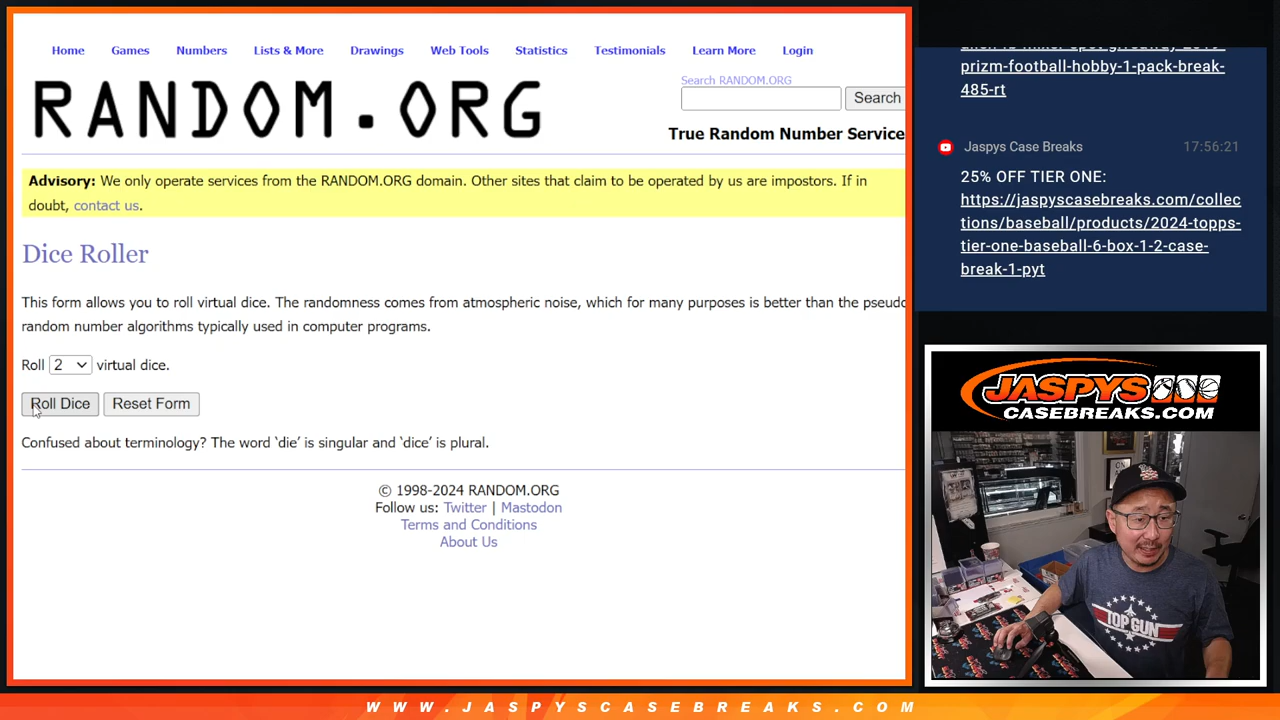 Home Games Numbers Lists & More Drawings Web Tools Statistics Testimonials Learn More Login
RANDOM.ORG
Search RANDOM.ORG
Search
True Random Number Service
Advisory: We only operate services from the RANDOM.ORG domain. Other sites that claim to be operated by us are impostors. If in
doubt, contact us.
Dice Roller
This form allows you to roll virtual dice. The randomness comes from atmospheric noise, which for many purposes is better than the pseudo
random number algorithms typically used in computer programs.
Roll 2 virtual dice.
Roll Dice Reset Form
Confused about terminology? The word ‘die’ is singular and ‘dice’ is plural.
© 1998-2024 RANDOM.ORG
Follow us: Twitter | Mastodon
Terms and Conditions
About Us
prizm-football-hobby-1-pack-break-
485-rt
Jaspys Case Breaks 17:56:21
25% OFF TIER ONE:
https://jaspyscasebreaks.com/collec
tions/baseball/products/2024-topps-
tier-one-baseball-6-box-1-2-case-
break-1-pyt
JASPYS
CASEBREAKS.COM
TOP GUN
WWW.JASPYSCASEBREAKS.COM